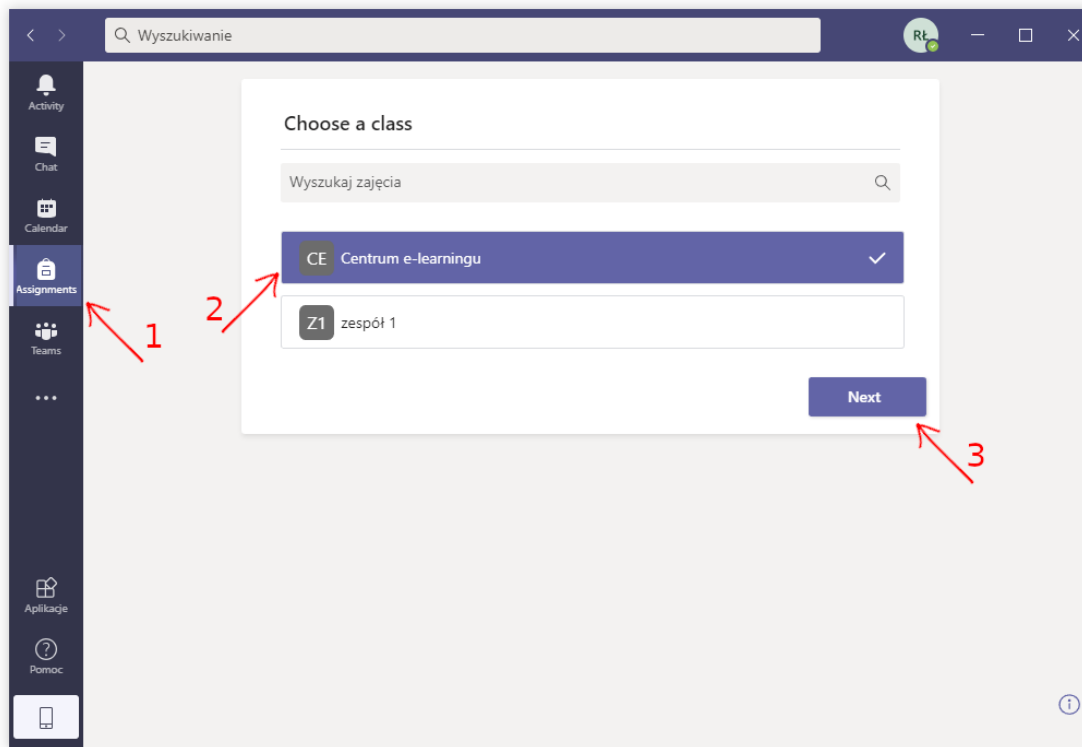 Wyszukiwanie
RŁ
Activity
Chat
Calendar
Assignments
Teams
Aplikacje
Pomoc
Choose a class
Wyszukaj zajęcia
CE Centrum e-learningu
Z1 zespół 1
Next
1
2
3